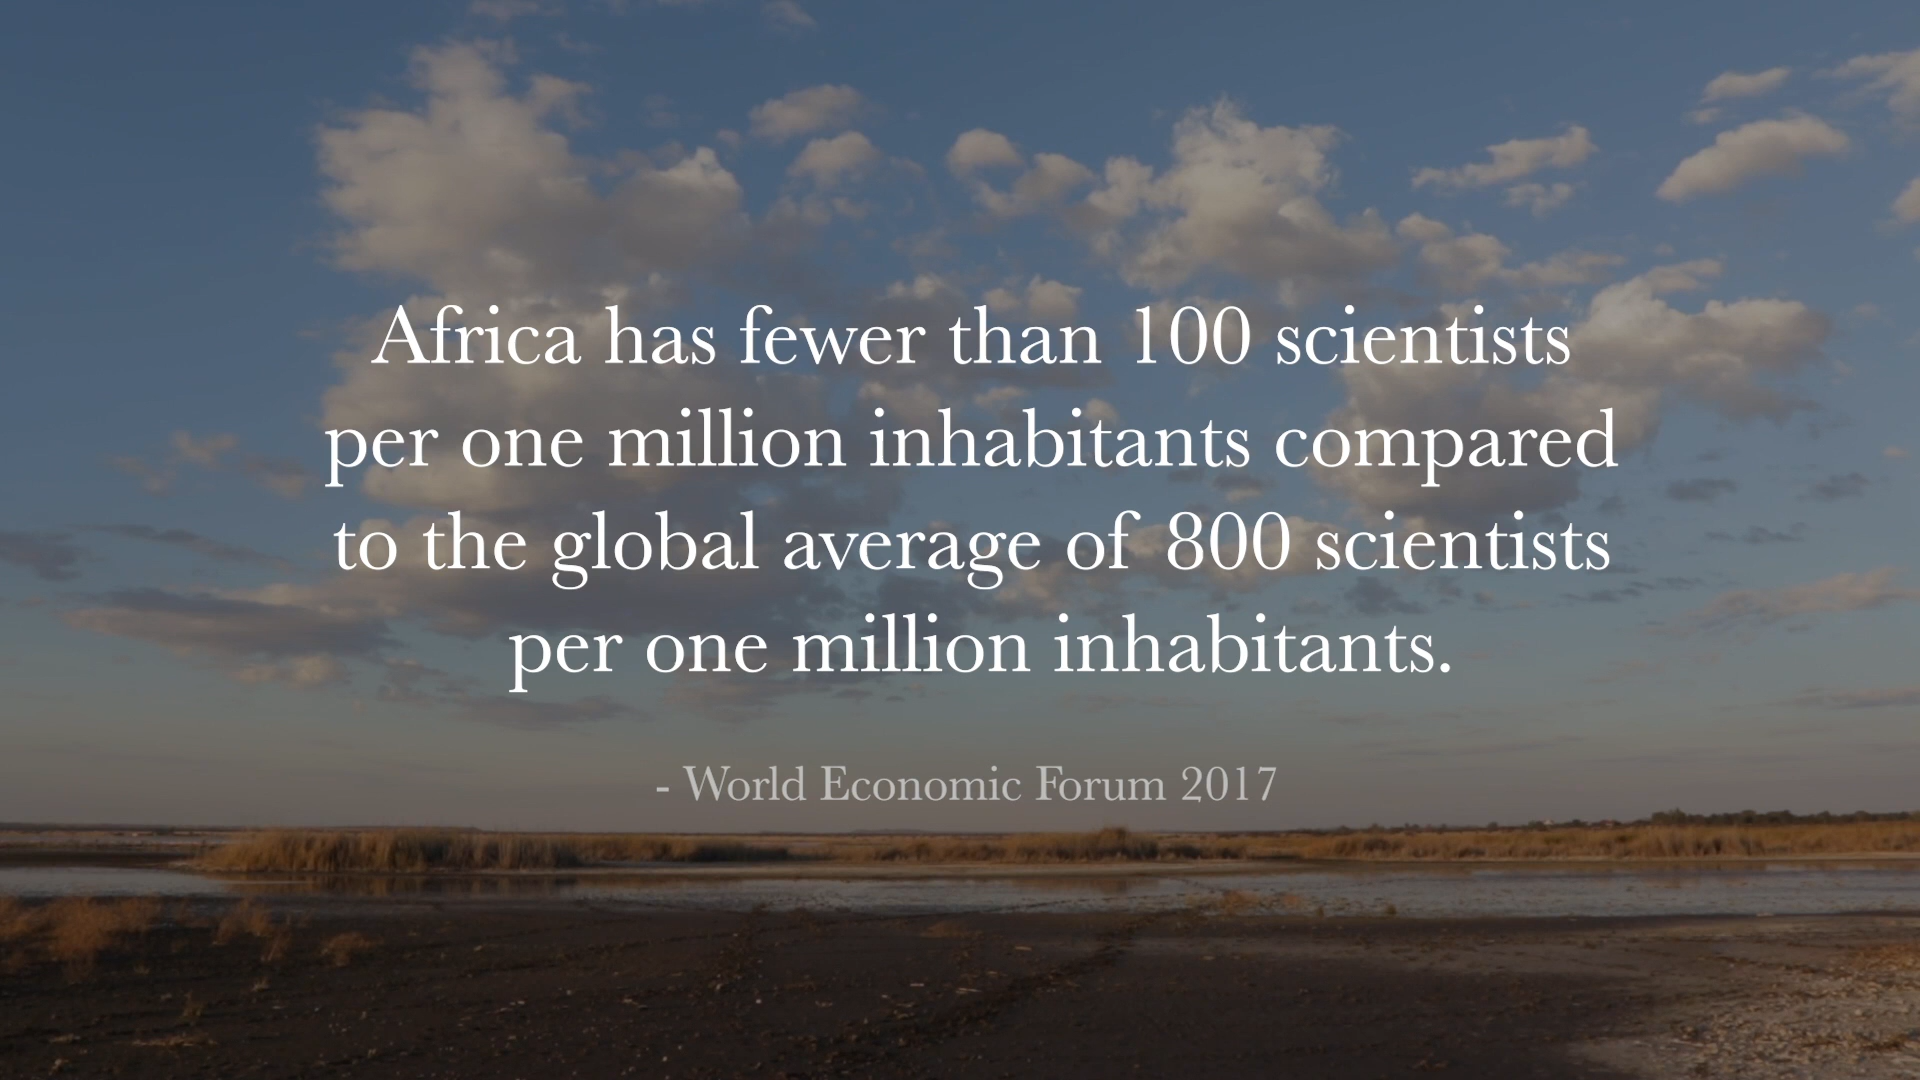 Africa has fewer than 100 scientists
per one million inhabitants compared
to the global average of 800 scientists
per one million inhabitants.
- World Economic Forum 2017